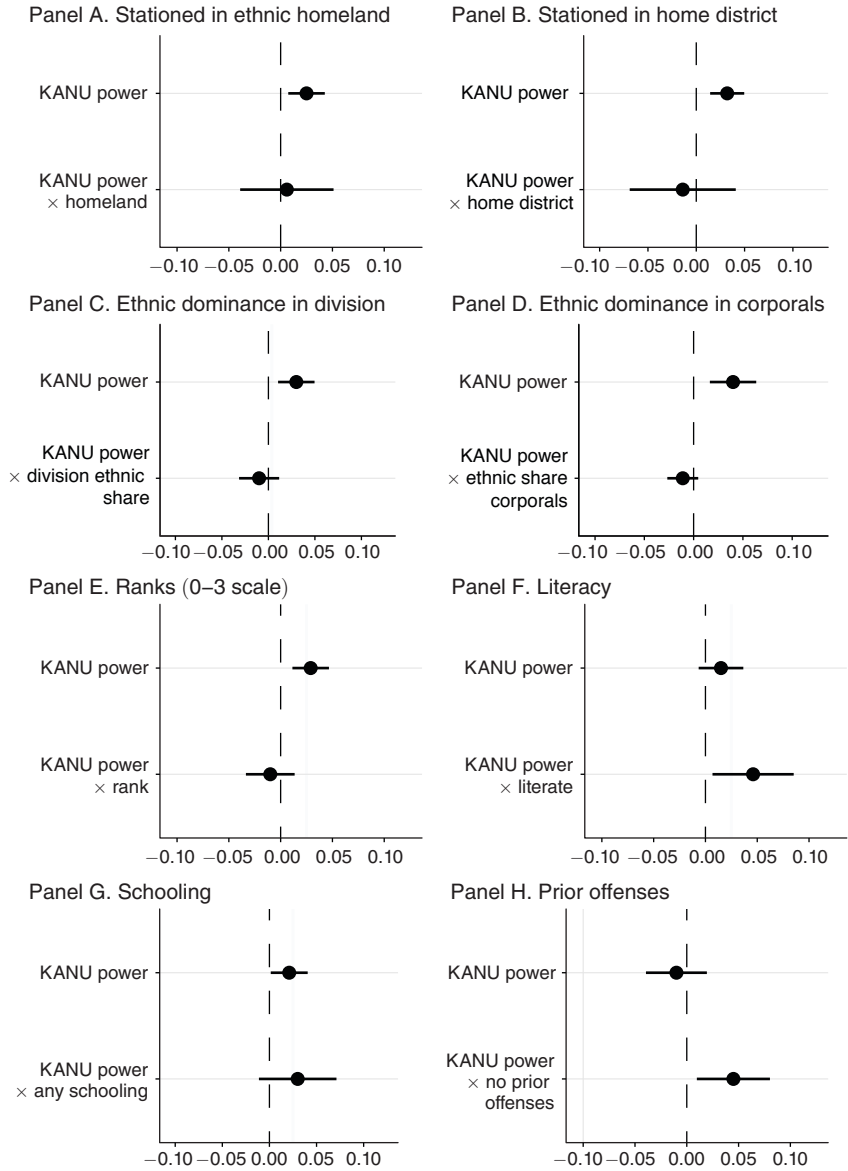 Panel A. Stationed in ethnic homeland
KANU power
KANU power
× homeland
−0.10 −0.05 0.00 0.05 0.10
Panel B. Stationed in home district
KANU power
KANU power
× home district
−0.10 −0.05 0.00 0.05 0.10
Panel C. Ethnic dominance in division
KANU power
KANU power
× division ethnic
share
−0.10 −0.05 0.00 0.05 0.10
Panel D. Ethnic dominance in corporals
KANU power
KANU power
× ethnic share
corporals
−0.10 −0.05 0.00 0.05 0.10
Panel E. Ranks (0–3 scale)
KANU power
KANU power
× rank
−0.10 −0.05 0.00 0.05 0.10
Panel F. Literacy
KANU power
KANU power
× literate
−0.10 −0.05 0.00 0.05 0.10
Panel G. Schooling
KANU power
KANU power
× any schooling
−0.10 −0.05 0.00 0.05 0.10
Panel H. Prior offenses
KANU power
KANU power
× no prior
offenses
−0.10 −0.05 0.00 0.05 0.10